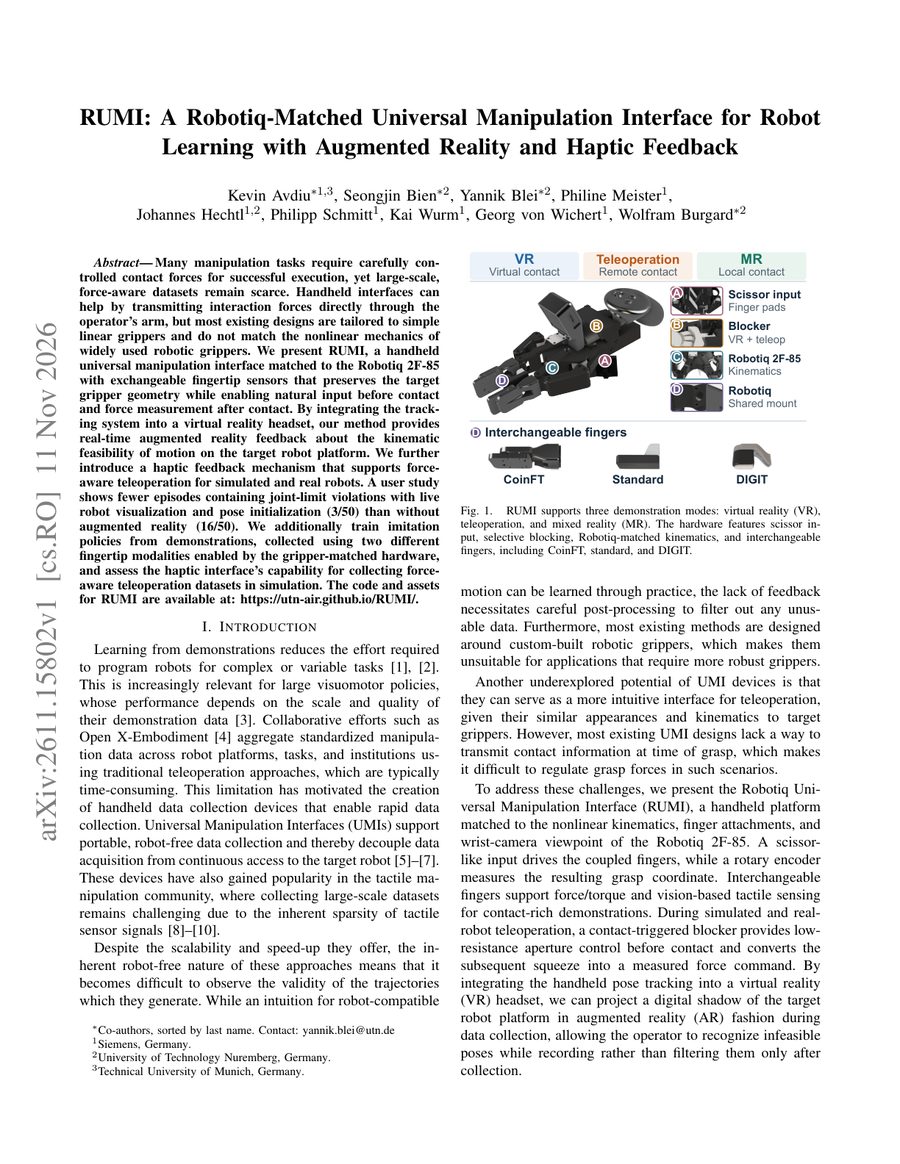 RUMI: A Robotiq-Matched Universal Manipulation Interface for Robot
Learning with Augmented Reality and Haptic Feedback
Kevin Avdiu*1,3, Seongjin Bien*2, Yannik Blei*2, Philine Meister1,
Johannes Hechtl1,2, Philipp Schmitt1, Kai Wurm1, Georg von Wichert1, Wolfram Burgard*2
arXiv:2611.15802v1 [cs.RO] 11 Nov 2026
Abstract— Many manipulation tasks require carefully con-
trolled contact forces for successful execution, yet large-scale,
force-aware datasets remain scarce. Handheld interfaces can
help by transmitting interaction forces directly through the
operator's arm, but most existing designs are tailored to simple
linear grippers and do not match the nonlinear mechanics of
widely used robotic grippers. We present RUMI, a handheld
universal manipulation interface matched to the Robotiq 2F-85
with exchangeable fingertip sensors that preserves the target
gripper geometry while enabling natural input before contact
and force measurement after contact. By integrating the track-
ing system into a virtual reality headset, our method provides
real-time augmented reality feedback about the kinematic
feasibility of motion on the target robot platform. We further
introduce a haptic feedback mechanism that supports force-
aware teleoperation for simulated and real robots. A user study
shows fewer episodes containing joint-limit violations with live
robot visualization and pose initialization (3/50) than without
augmented reality (16/50). We additionally train imitation
policies from demonstrations, collected using two different
fingertip modalities enabled by the gripper-matched hardware,
and assess the haptic interface's capability for collecting force-
aware teleoperation datasets in simulation. The code and assets
for RUMI are available at: https://utn-air.github.io/RUMI/.
I. INTRODUCTION
Learning from demonstrations reduces the effort required
to program robots for complex or variable tasks [1], [2].
This is increasingly relevant for large visuomotor policies,
whose performance depends on the scale and quality of
their demonstration data [3]. Collaborative efforts such as
Open X-Embodiment [4] aggregate standardized manipula-
tion data across robot platforms, tasks, and institutions us-
ing traditional teleoperation approaches, which are typically
time-consuming. This limitation has motivated the creation
of handheld data collection devices that enable rapid data
collection. Universal Manipulation Interfaces (UMIs) support
portable, robot-free data collection and thereby decouple data
acquisition from continuous access to the target robot [5]–[7].
These devices have also gained popularity in the tactile ma-
nipulation community, where collecting large-scale datasets
remains challenging due to the inherent sparsity of tactile
sensor signals [8]–[10].
Despite the scalability and speed-up they offer, the in-
herent robot-free nature of these approaches means that it
becomes difficult to observe the validity of the trajectories
which they generate. While an intuition for robot-compatible
*Co-authors, sorted by last name. Contact: yannik.blei@utn.de
1Siemens, Germany.
2University of Technology Nuremberg, Germany.
3Technical University of Munich, Germany.
VR
Virtual contact
Teleoperation
Remote contact
MR
Local contact
A
B
C
D
A
Scissor input
Finger pads
B
Blocker
VR + teleop
C
Robotiq 2F-85
Kinematics
D
Robotiq
Shared mount
D Interchangeable fingers
CoinFT
Standard
DIGIT
Fig. 1. RUMI supports three demonstration modes: virtual reality (VR),
teleoperation, and mixed reality (MR). The hardware features scissor in-
put, selective blocking, Robotiq-matched kinematics, and interchangeable
fingers, including CoinFT, standard, and DIGIT.
motion can be learned through practice, the lack of feedback
necessitates careful post-processing to filter out any unus-
able data. Furthermore, most existing methods are designed
around custom-built robotic grippers, which makes them
unsuitable for applications that require more robust grippers.
Another underexplored potential of UMI devices is that
they can serve as a more intuitive interface for teleoperation,
given their similar appearances and kinematics to target
grippers. However, most existing UMI designs lack a way to
transmit contact information at time of grasp, which makes
it difficult to regulate grasp forces in such scenarios.
To address these challenges, we present the Robotiq Uni-
versal Manipulation Interface (RUMI), a handheld platform
matched to the nonlinear kinematics, finger attachments, and
wrist-camera viewpoint of the Robotiq 2F-85. A scissor-
like input drives the coupled fingers, while a rotary encoder
measures the resulting grasp coordinate. Interchangeable
fingers support force/torque and vision-based tactile sensing
for contact-rich demonstrations. During simulated and real-
robot teleoperation, a contact-triggered blocker provides low-
resistance aperture control before contact and converts the
subsequent squeeze into a measured force command. By
integrating the handheld pose tracking into a virtual reality
(VR) headset, we can project a digital shadow of the target
robot platform in augmented reality (AR) fashion during
data collection, allowing the operator to recognize infeasible
poses while recording rather than filtering them only after
collection.